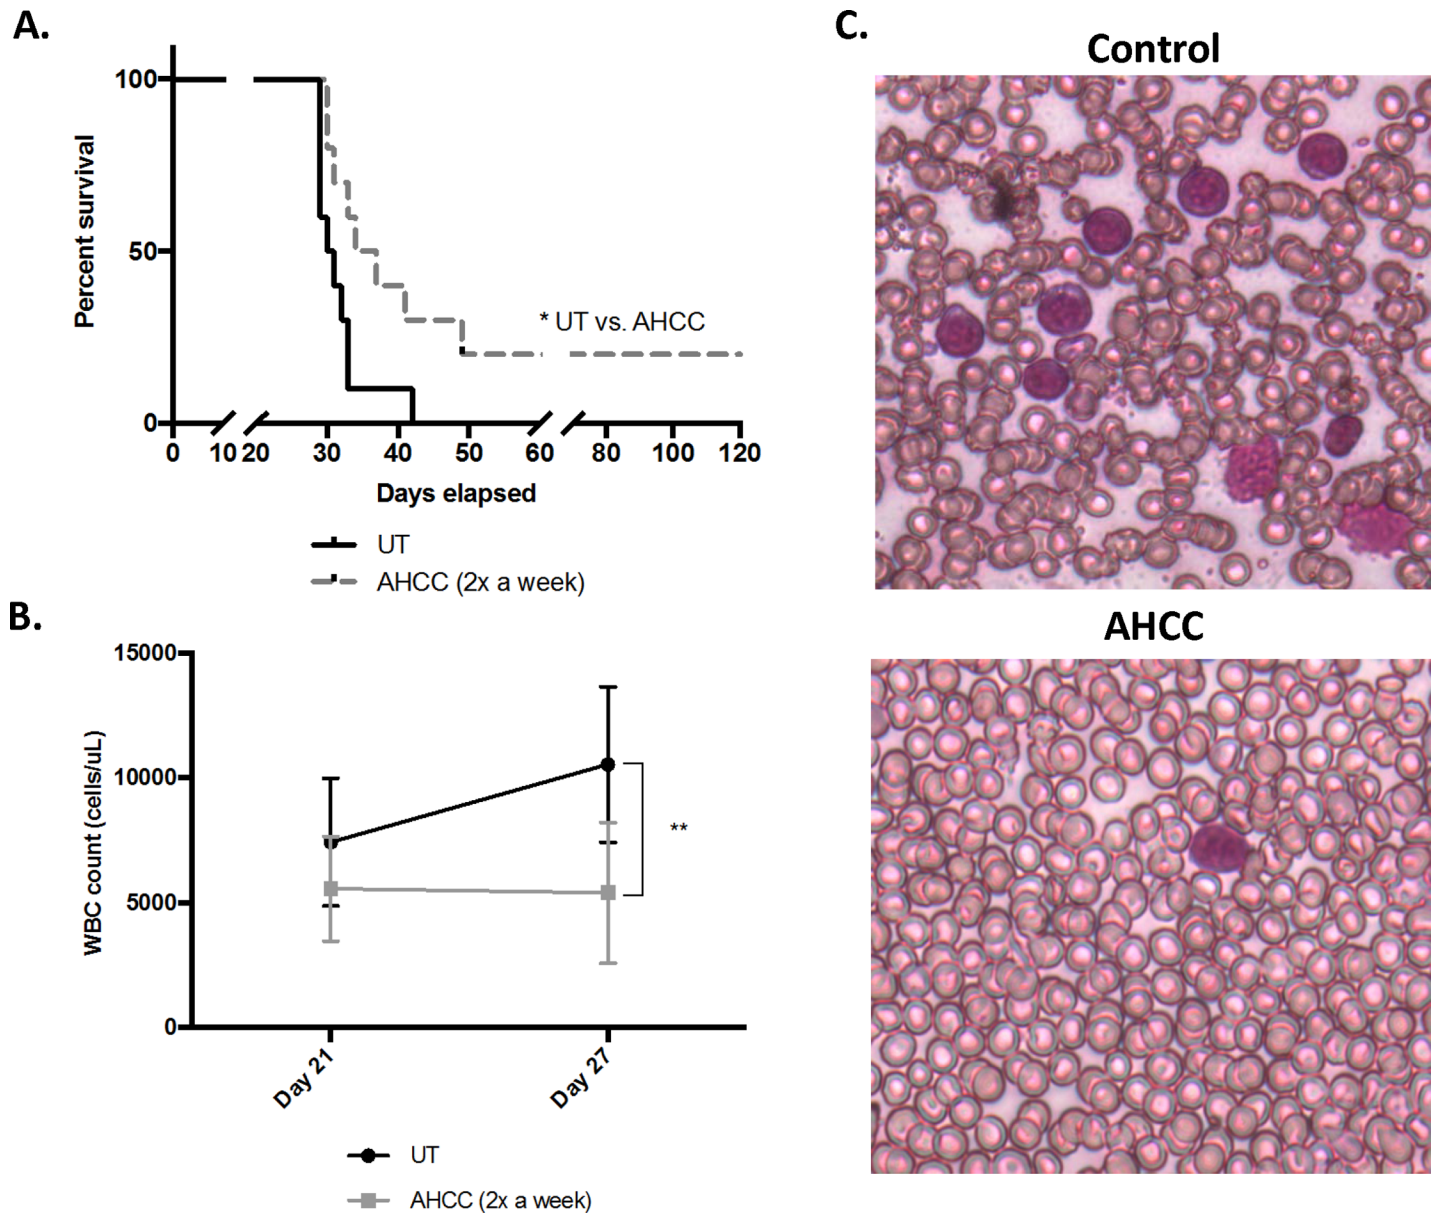 A.
Percent survival
100
50
0
* UT vs. AHCC
0 10 20 30 40 50 60 80 100 120
Days elapsed
UT
AHCC (2x a week)
B.
WBC count (cells/uL)
15000
10000
5000
0
**
Day 21
Day 27
UT
AHCC (2x a week)
C.
Control
AHCC